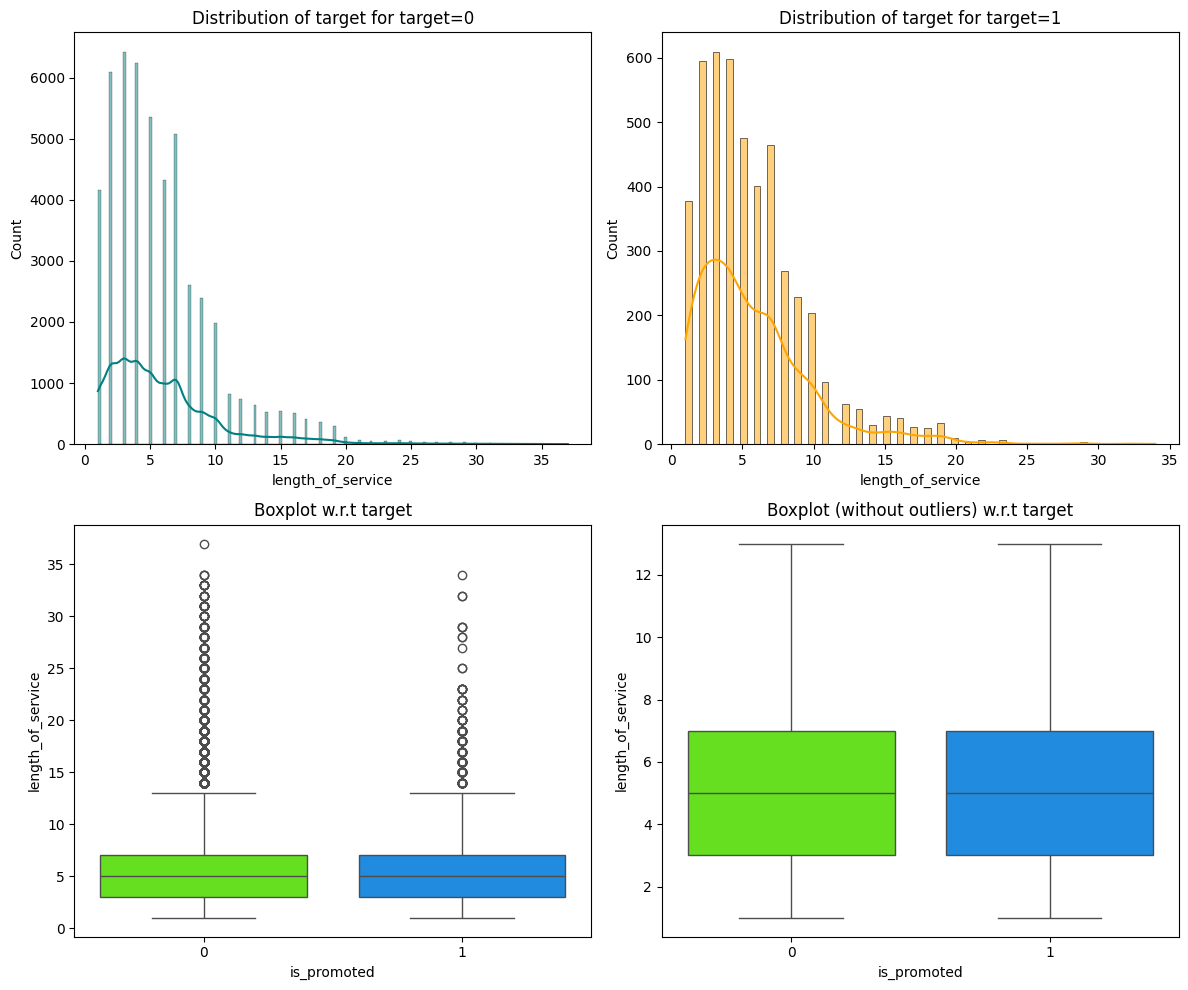 Distribution of target for target=0
6000
5000
4000
3000
2000
1000
0
Count
0 5 10 15 20 25 30 35
length_of_service
Distribution of target for target=1
600
500
400
300
200
100
0
Count
0 5 10 15 20 25 30 35
length_of_service
Boxplot w.r.t target
35
30
25
20
15
10
5
0
length_of_service
0 1
is_promoted
Boxplot (without outliers) w.r.t target
12
10
8
6
4
2
length_of_service
0 1
is_promoted